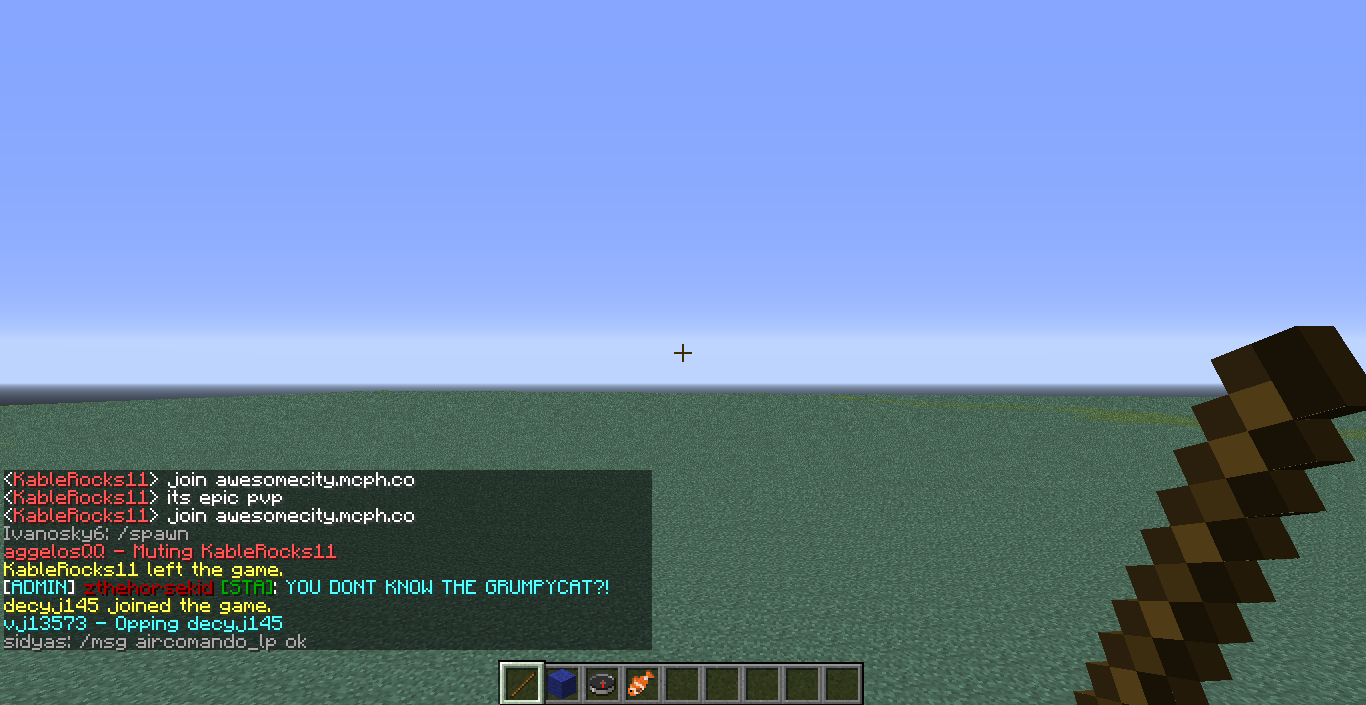 <KableRocks11> join awesomecity.mcph.co
<KableRocks11> its epic pvp
<KableRocks11> join awesomecity.mcph.co
Ivanosky6: /spawn
aggelosQQ - Muting KableRocks11
KableRocks11 left the game.
[ADMIN] zthehorsekid [STA]: YOU DONT KNOW THE GRUMPYCAT?!
decyj145 joined the game.
vj13573 - Opping decyj145
sidyas: /msg aircomando_lp ok